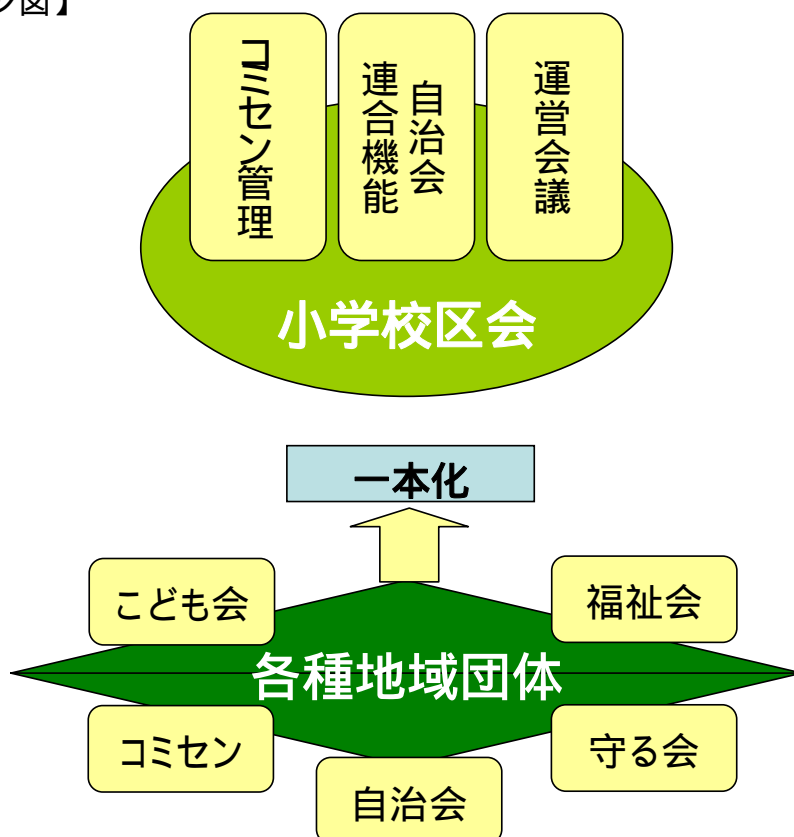 図】
コミセン管理
自治会
連合機能
運営会議
小学校区会
一本化
こども会
福祉会
各種地域団体
コミセン
守る会
自治会